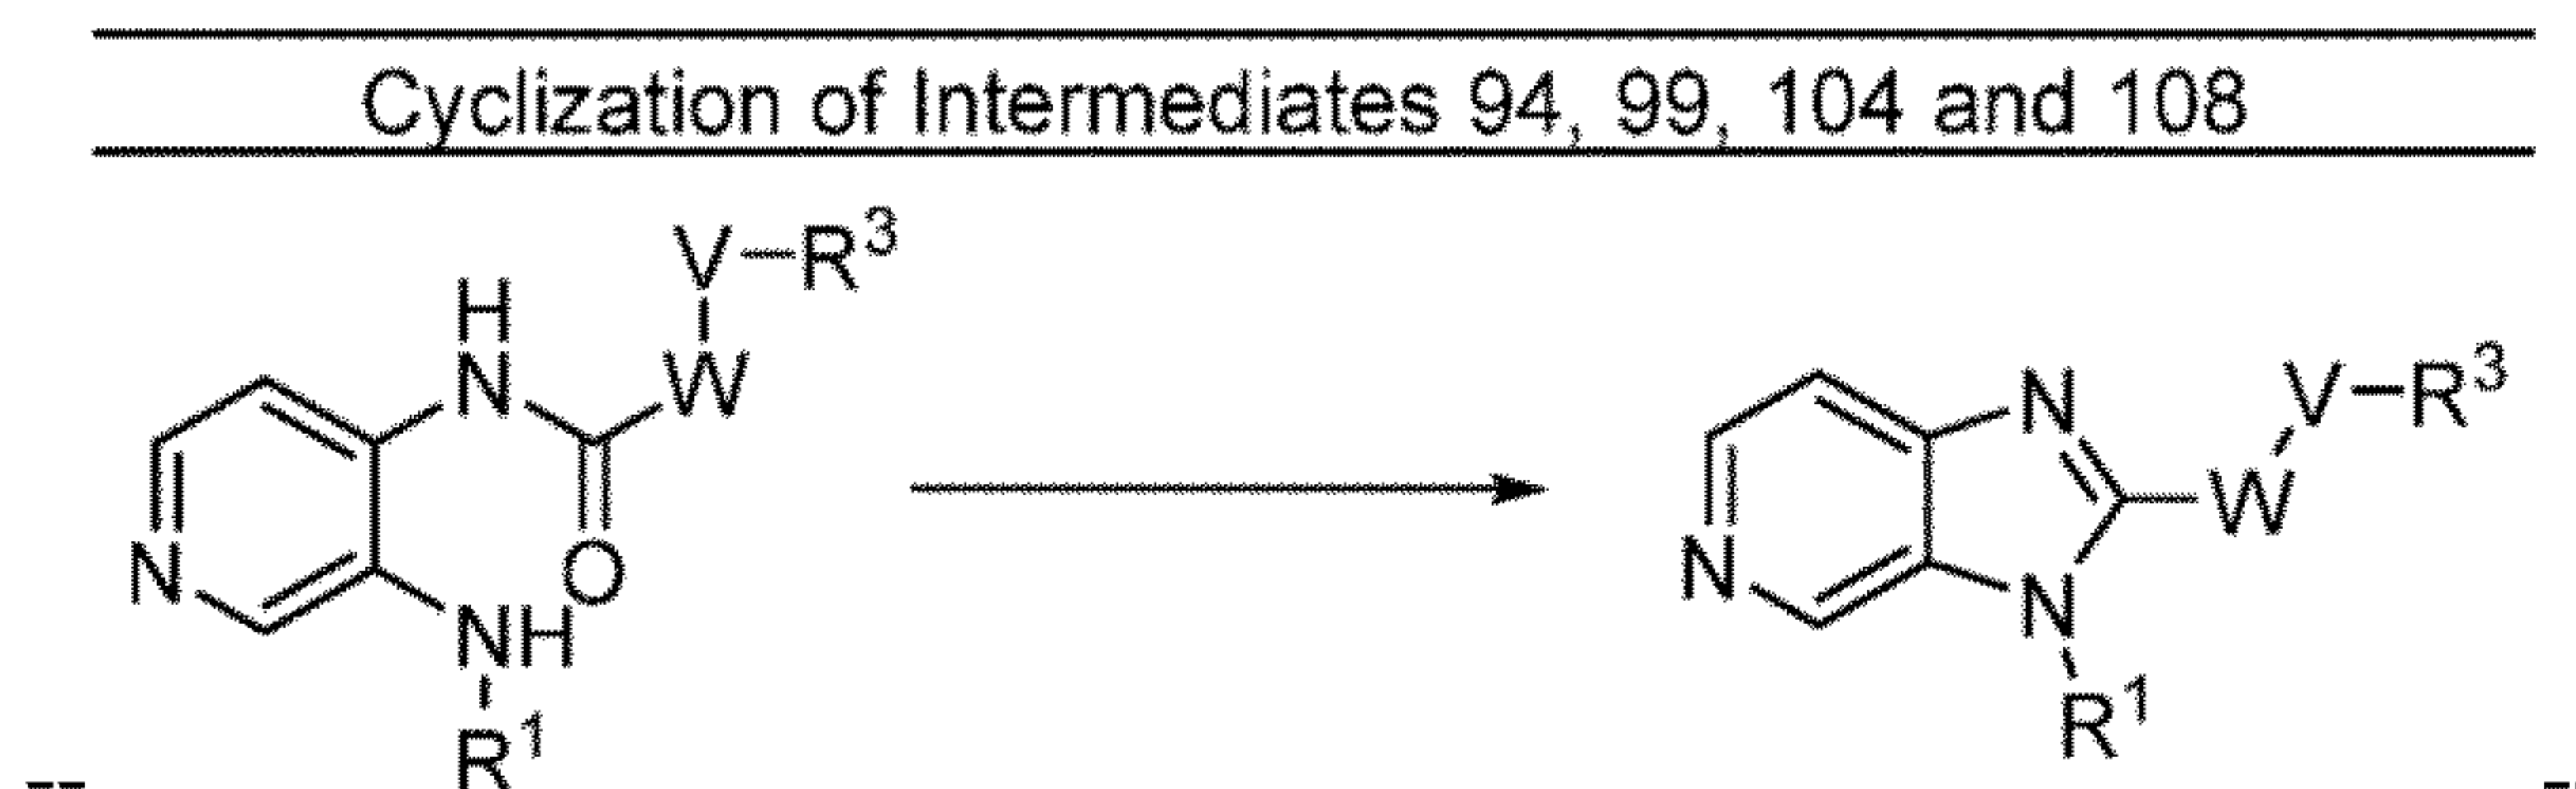 Cyclization of Intermediates 94, 99, 104 and 108
V-R³
H
N
W
N
O
NH
R¹
N
V-R³
W
N
N
R¹